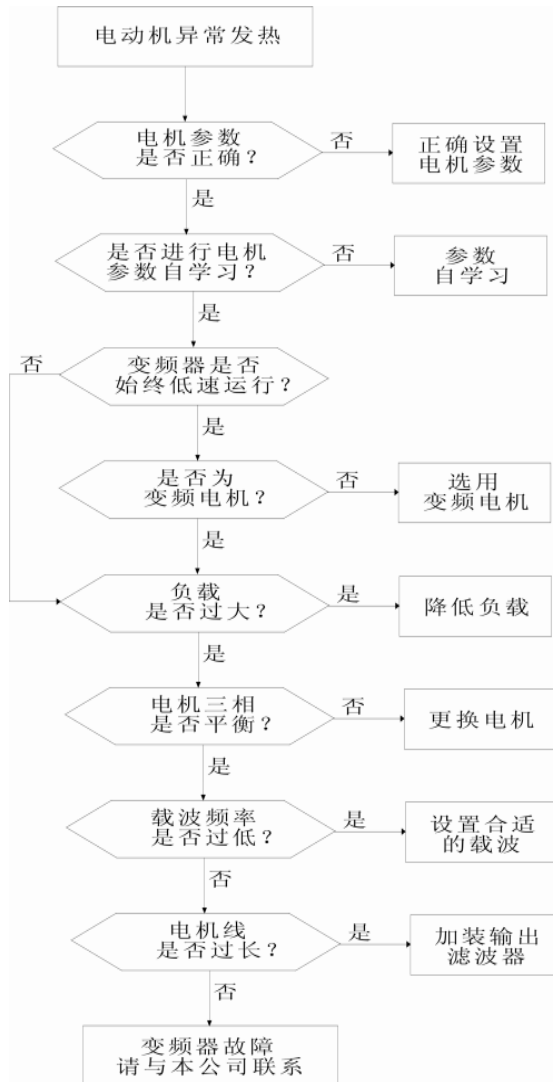 电动机异常发热
电机参数
是否正确？
否
正确设置
电机参数
是
是否进行电机
参数自学习？
否
参数
自学习
是
否
变频器是否
始终低速运行？
是
是否为
变频电机？
否
选用
变频电机
是
负载
是否过大？
是
降低负载
是
电机三相
是否平衡？
否
更换电机
是
载波频率
是否过低？
是
设置合适
的载波
否
电机线
是否过长？
是
加装输出
滤波器
否
变频器故障
请与本公司联系